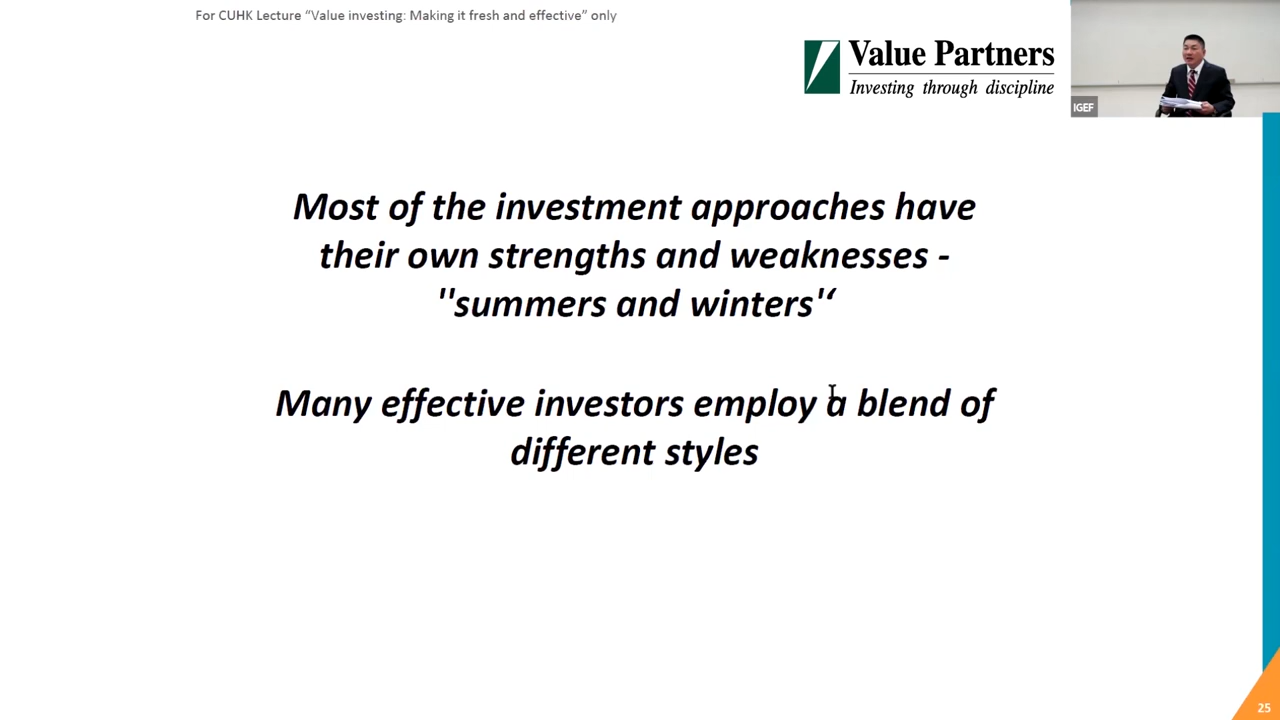 For CUHK Lecture “Value investing: Making it fresh and effective” only
Value Partners
Investing through discipline
IGEF
Most of the investment approaches have
their own strengths and weaknesses -
"summers and winters"‘
Many effective investors employ a blend of
different styles
25